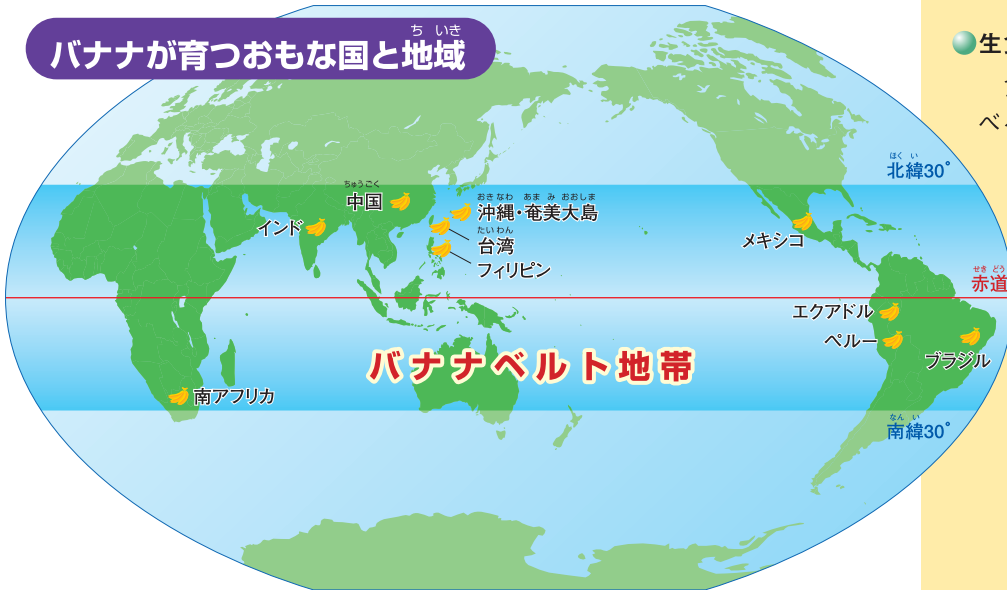 ち いき
バナナが育つおもな国と地域
生
べ
ほく い
北緯30°
ちゅうごく
中国
おきなわ あま み おおしま
沖縄・奄美大島
インド
たいわん
台湾
フィリピン
メキシコ
せき どう
赤道
エクアドル
ペルー
ブラジル
バナナベルト地帯
南アフリカ
なん い
南緯30°